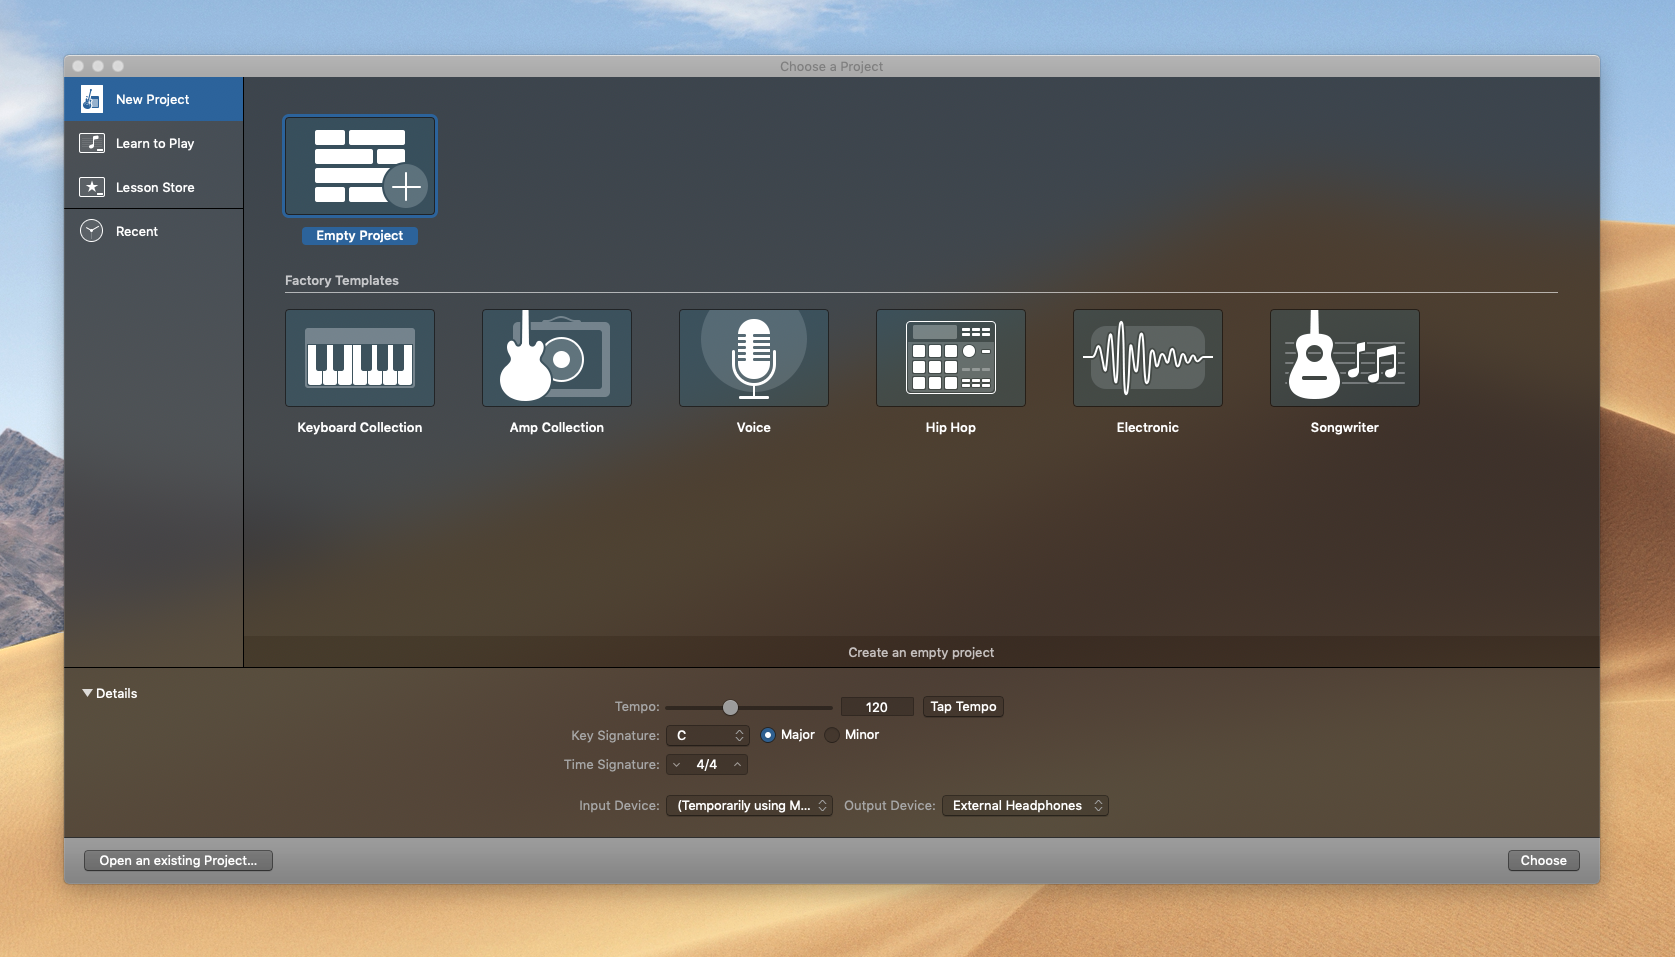 Choose a Project
New Project
Learn to Play
Lesson Store
Recent
Empty Project
Factory Templates
Keyboard Collection
Amp Collection
Voice
Hip Hop
Electronic
Songwriter
Create an empty project
Details
Tempo: 120 Tap Tempo
Key Signature: C Major Minor
Time Signature: 4/4
Input Device: (Temporarily using M... Output Device: External Headphones
Open an existing Project... Choose